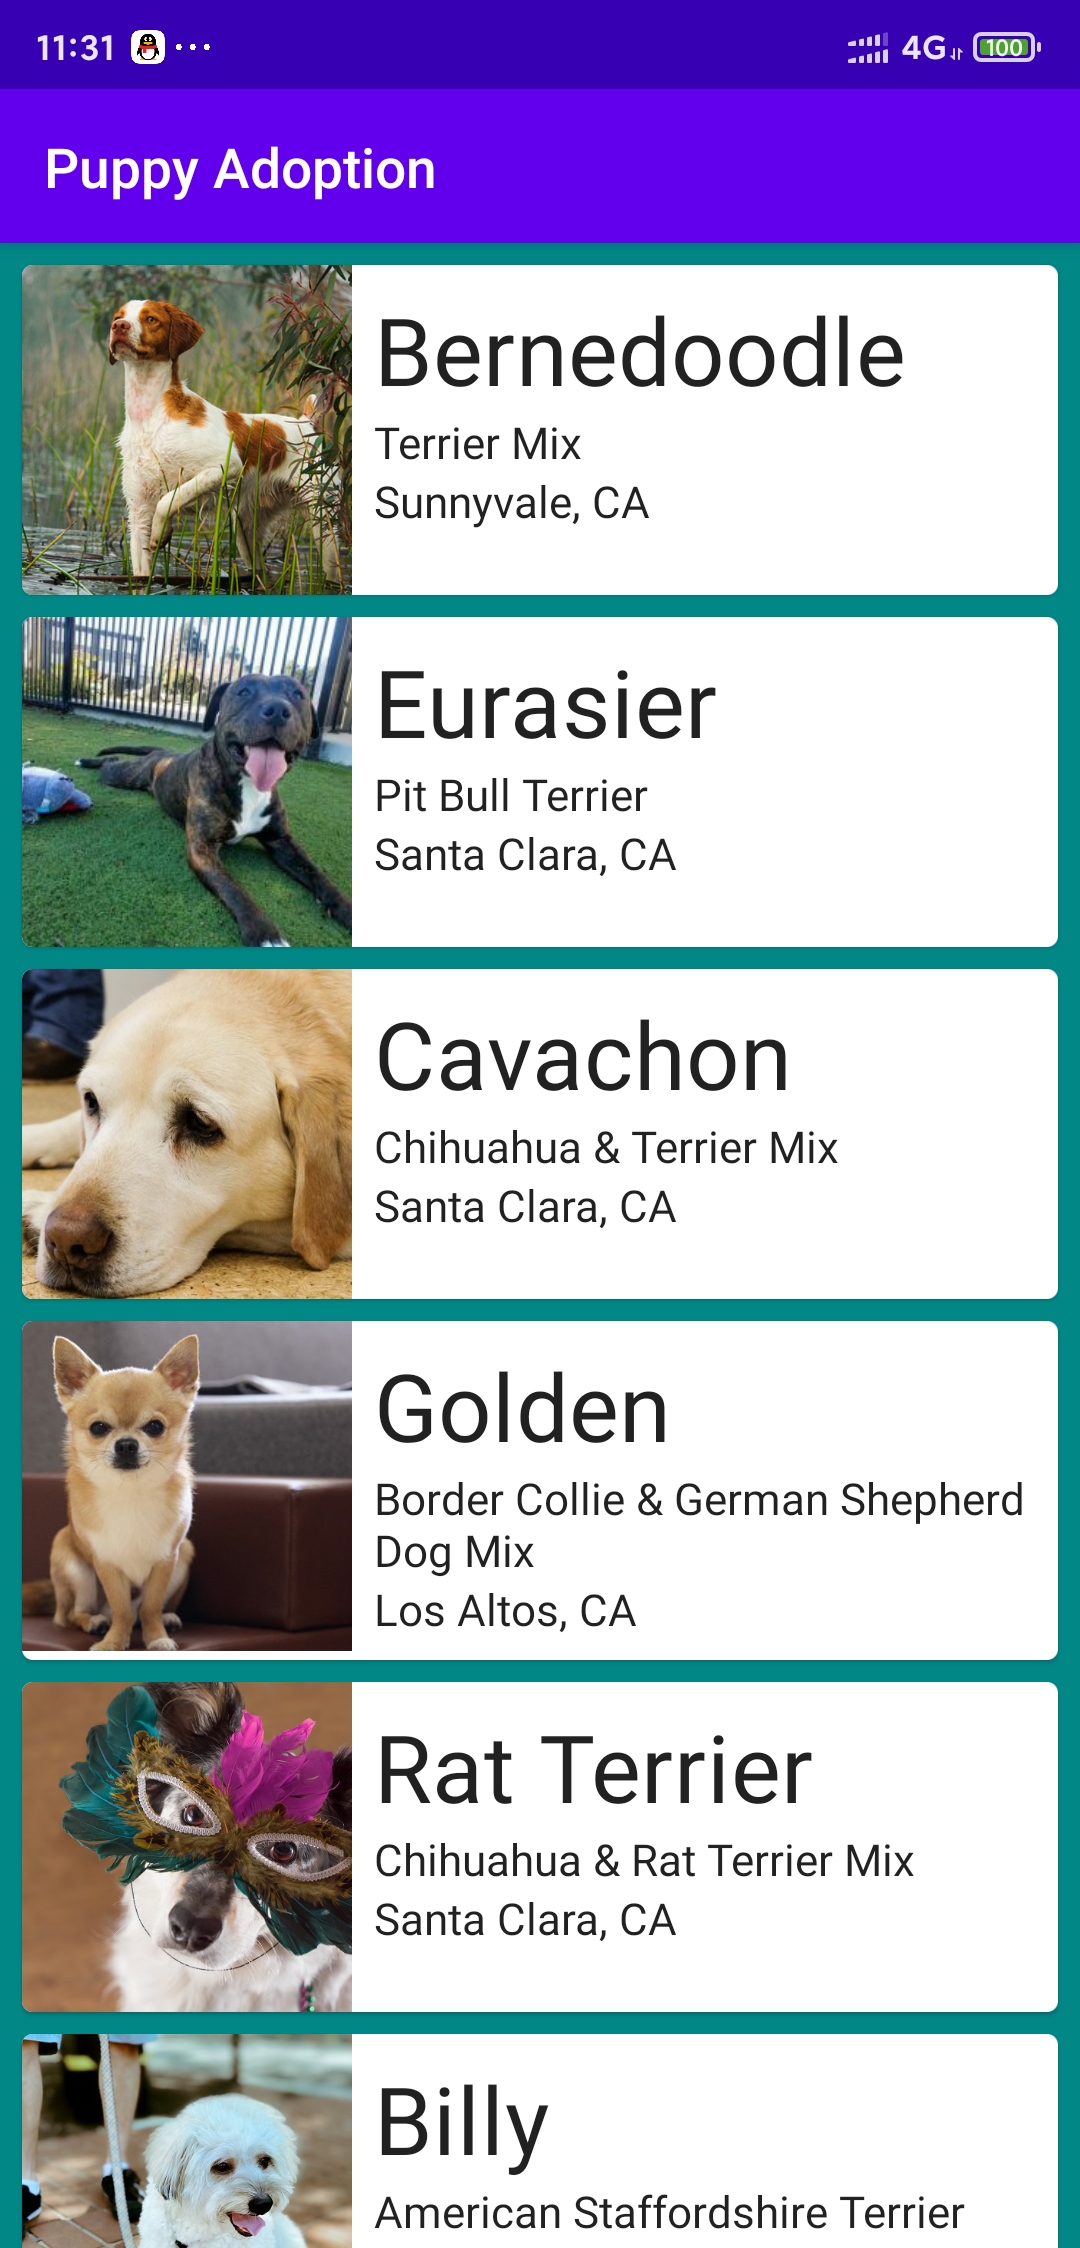 11:31
4G
100
Puppy Adoption
Bernedoodle
Terrier Mix
Sunnyvale, CA
Eurasier
Pit Bull Terrier
Santa Clara, CA
Cavachon
Chihuahua & Terrier Mix
Santa Clara, CA
Golden
Border Collie & German Shepherd
Dog Mix
Los Altos, CA
Rat Terrier
Chihuahua & Rat Terrier Mix
Santa Clara, CA
Billy
American Staffordshire Terrier